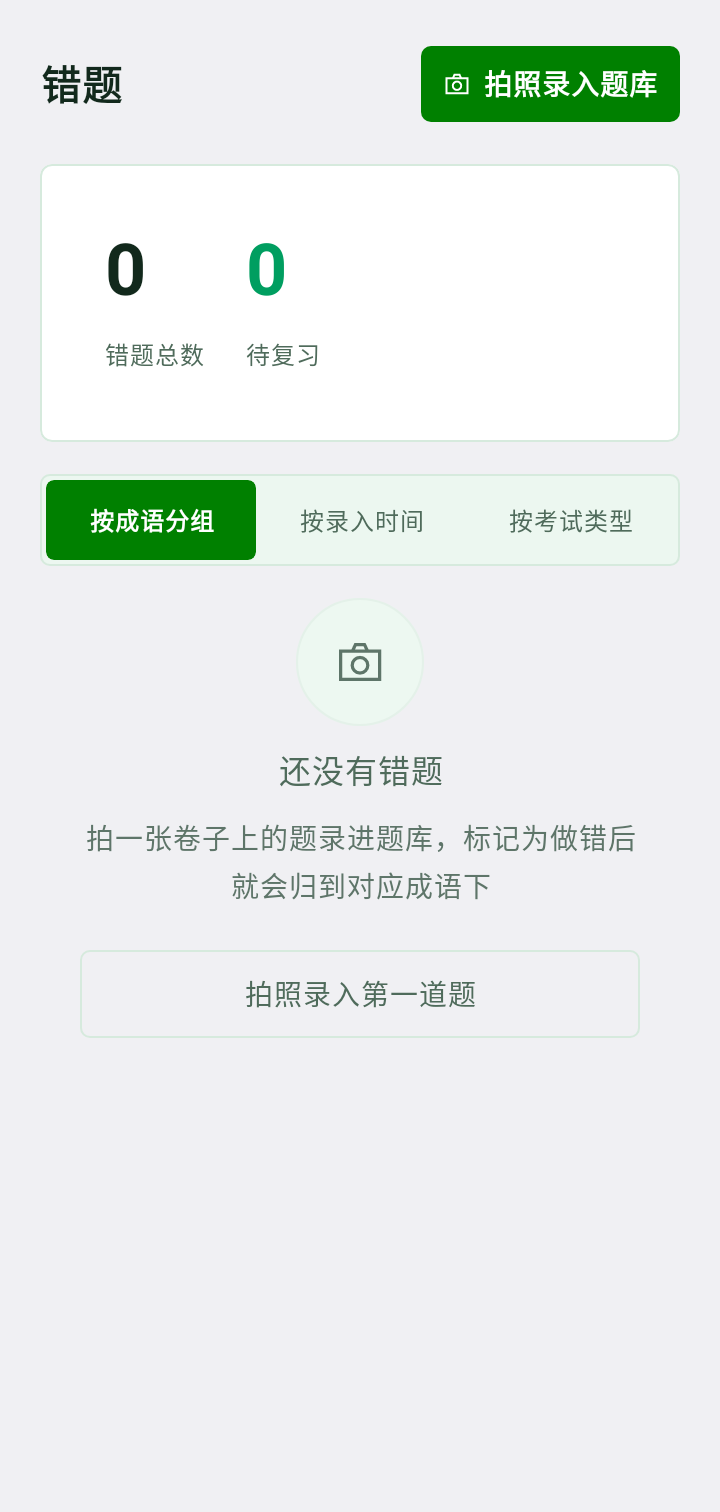 错题
拍照录入题库
0
0
错题总数
待复习
按成语分组
按录入时间
按考试类型
还没有错题
拍一张卷子上的题录进题库，标记为做错后
就会归到对应成语下
拍照录入第一道题